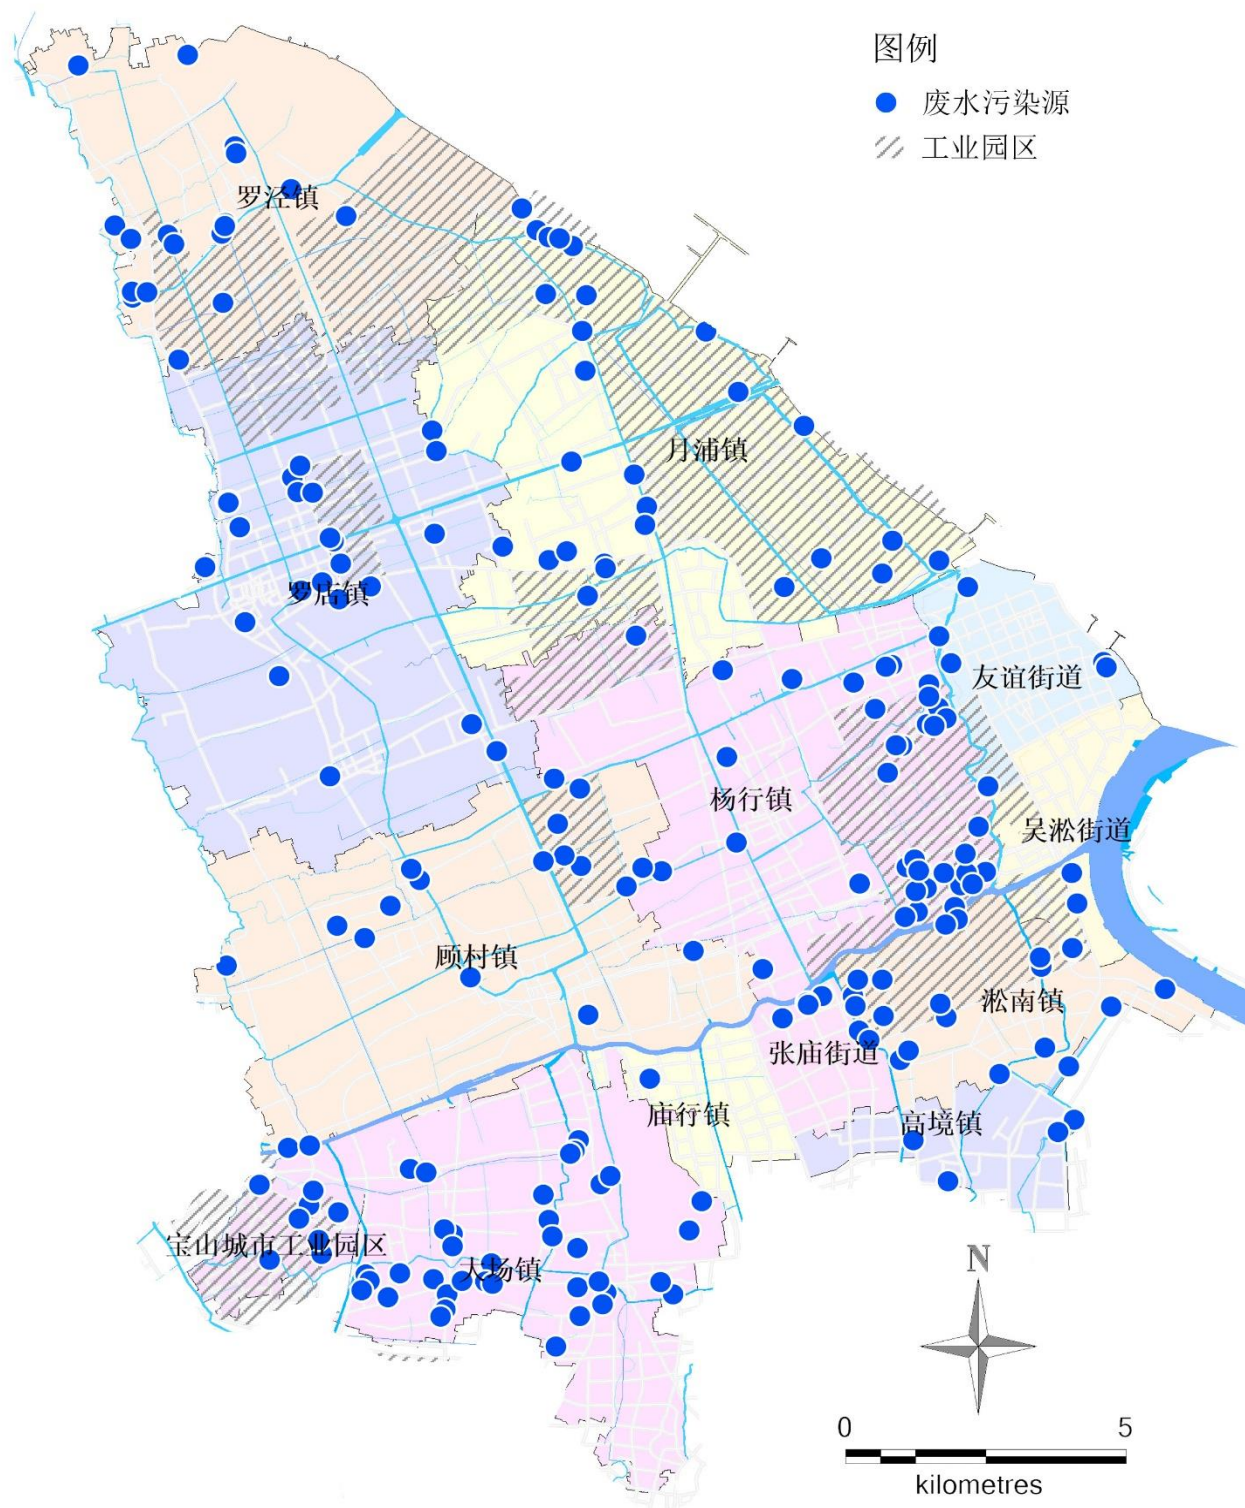 图例
废水污染源
工业园区
罗泾镇
月浦镇
罗店镇
友谊街道
杨行镇
吴淞街道
顾村镇
淞南镇
张庙街道
庙行镇
高境镇
宝山城市工业园区
大场镇
N
0 5
kilometres